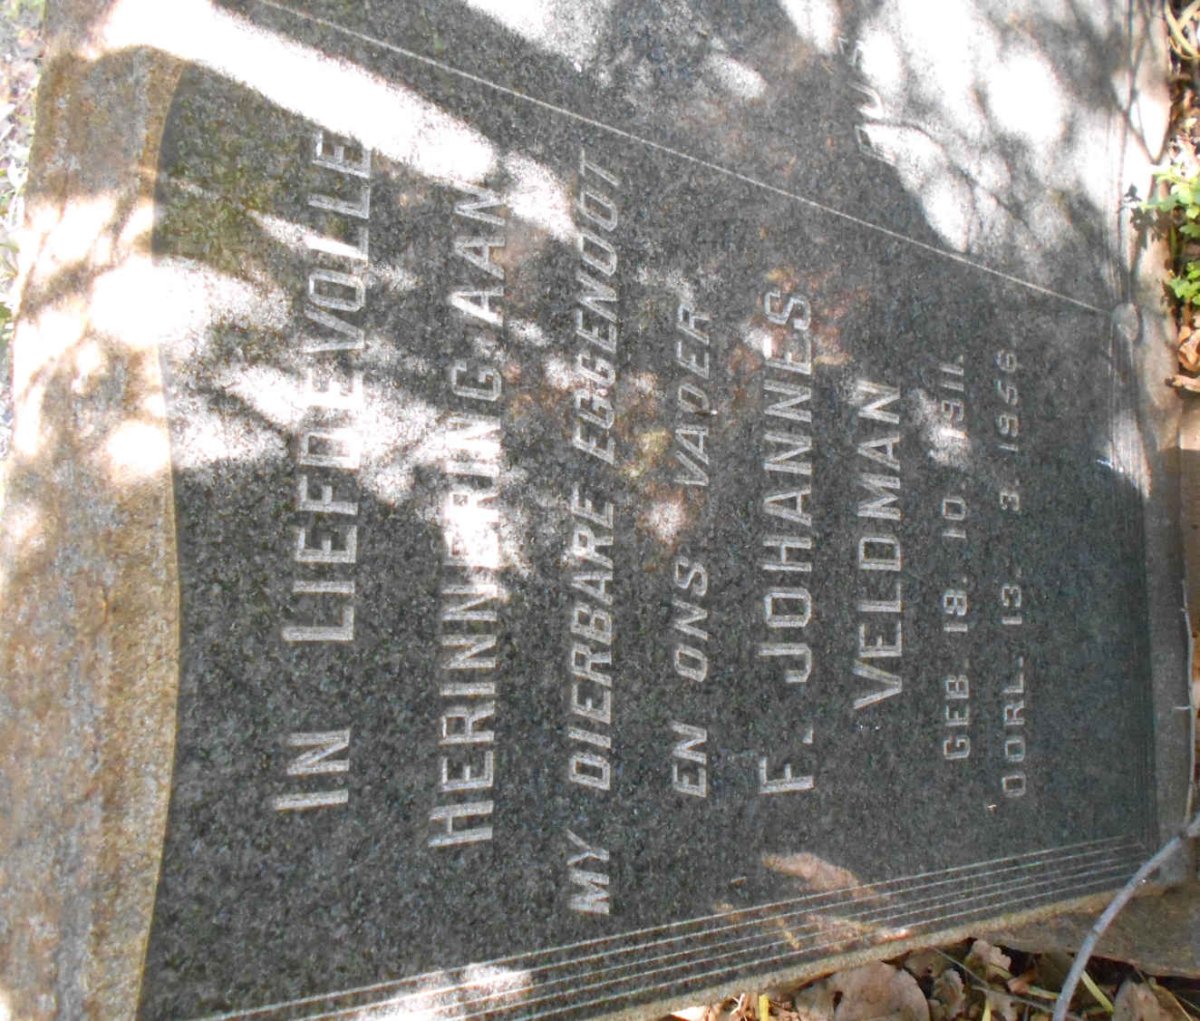 IN LIEFDEVOLLE
HERINNERING AAN
MY DIERBARE EGGENOOT
EN ONS VADER
F. JOHANNES
VELDMAN
GEB. 18. 10. 1911.
OORL. 13. 3. 1956.